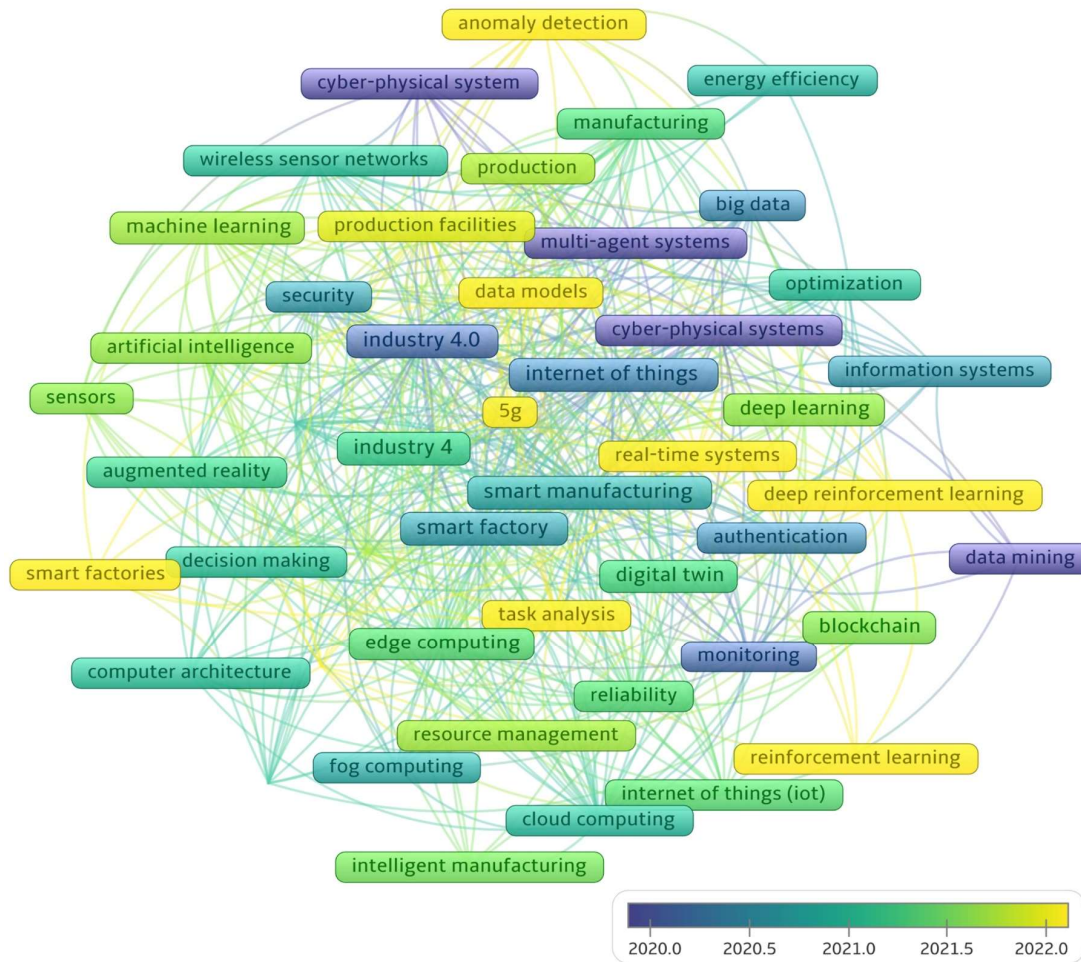 anomaly detection
cyber-physical system
energy efficiency
manufacturing
wireless sensor networks
production
big data
machine learning
production facilities
multi-agent systems
optimization
security
data models
cyber-physical systems
industry 4.0
artificial intelligence
information systems
internet of things
sensors
5g
deep learning
industry 4
real-time systems
augmented reality
smart manufacturing
deep reinforcement learning
smart factory
authentication
data mining
decision making
smart factories
digital twin
task analysis
blockchain
edge computing
monitoring
computer architecture
reliability
resource management
reinforcement learning
fog computing
internet of things (iot)
cloud computing
intelligent manufacturing
2020.0 2020.5 2021.0 2021.5 2022.0